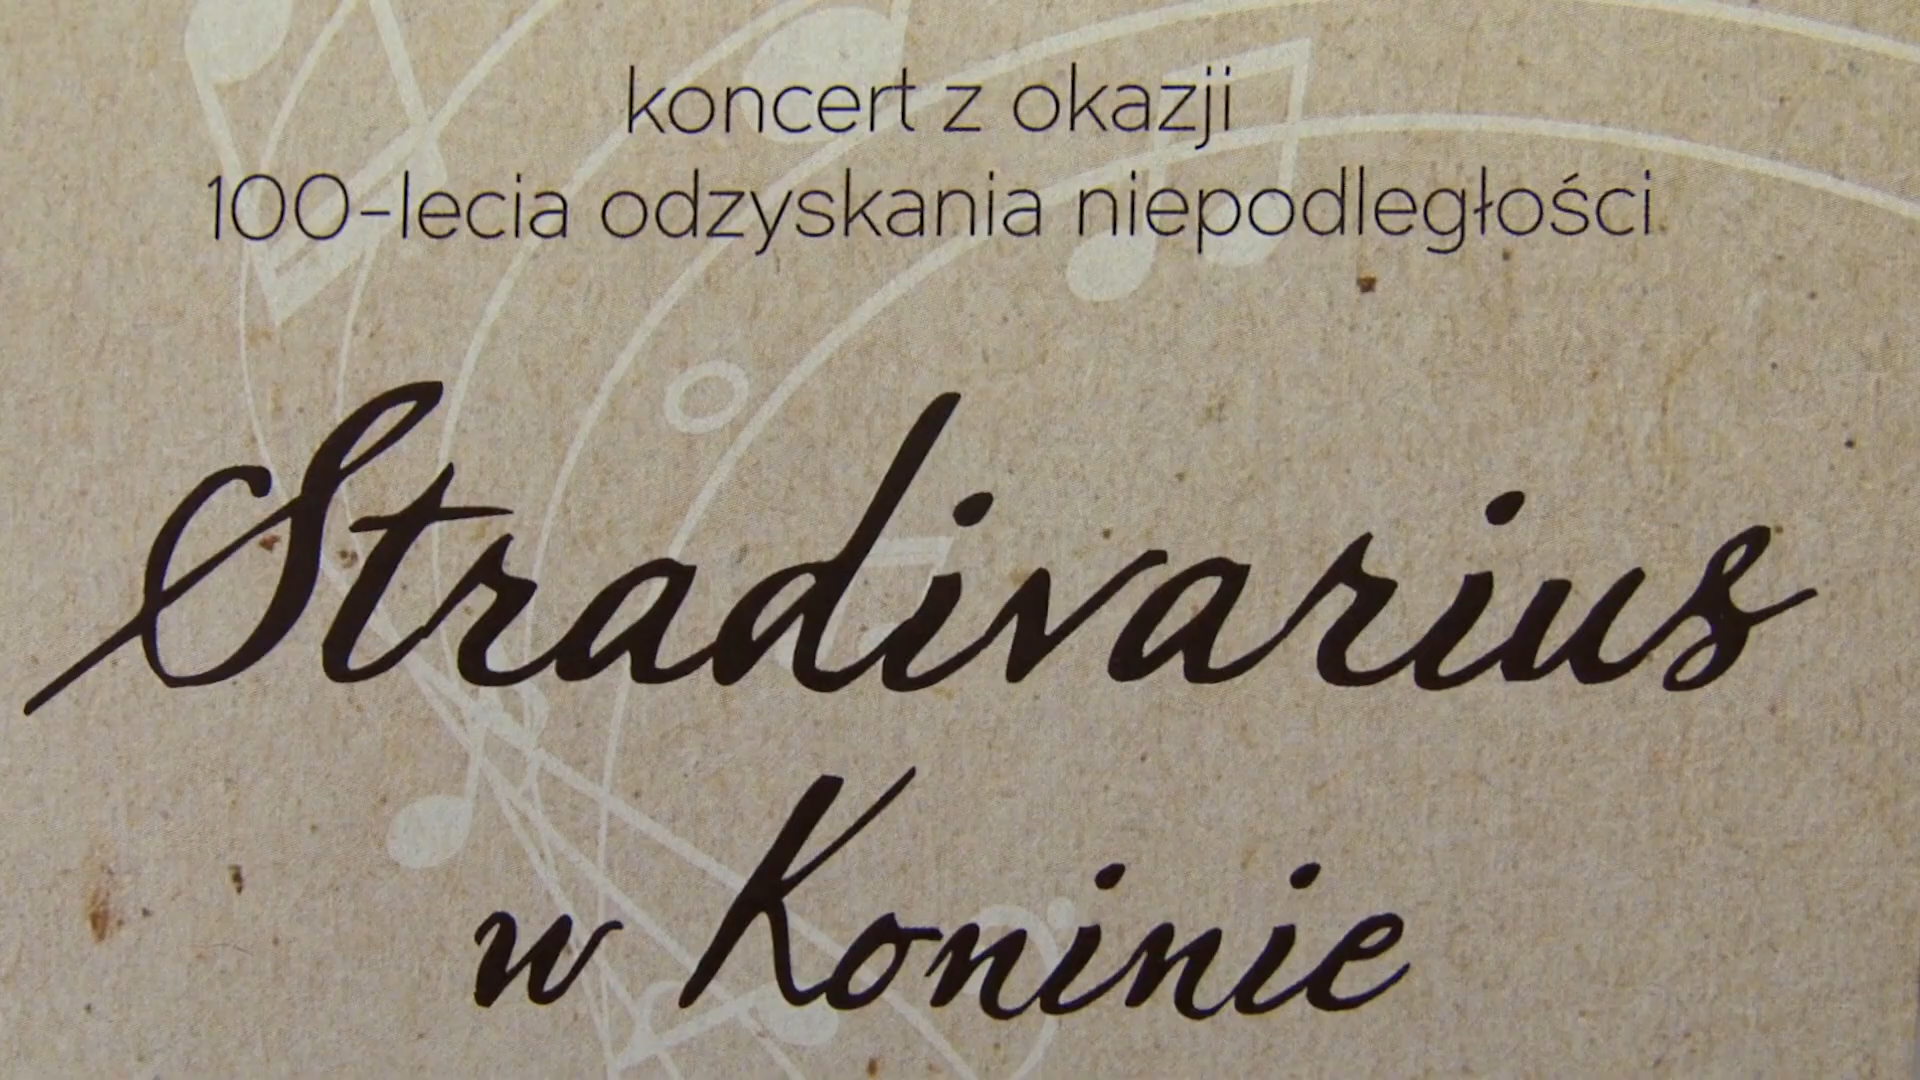 koncert z okazji
100-lecia odzyskania niepodległości
Stradivarius
w Koninie